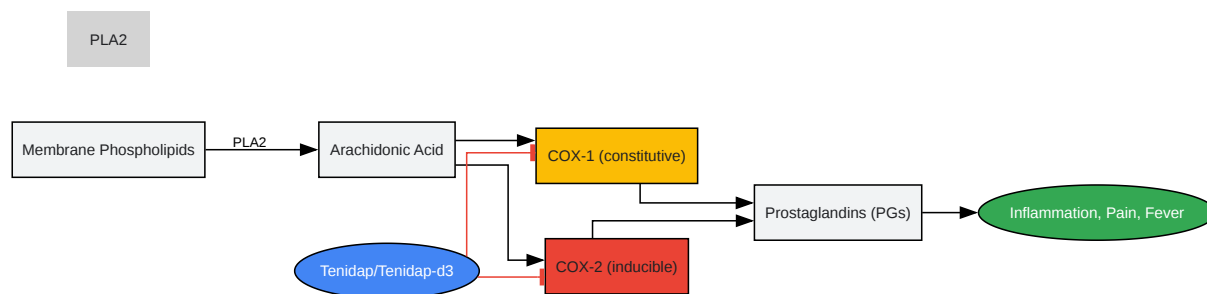 PLA2
Membrane Phospholipids
PLA2
Arachidonic Acid
COX-1 (constitutive)
Prostaglandins (PGs)
Inflammation, Pain, Fever
Tenidap/Tenidap-d3
COX-2 (inducible)